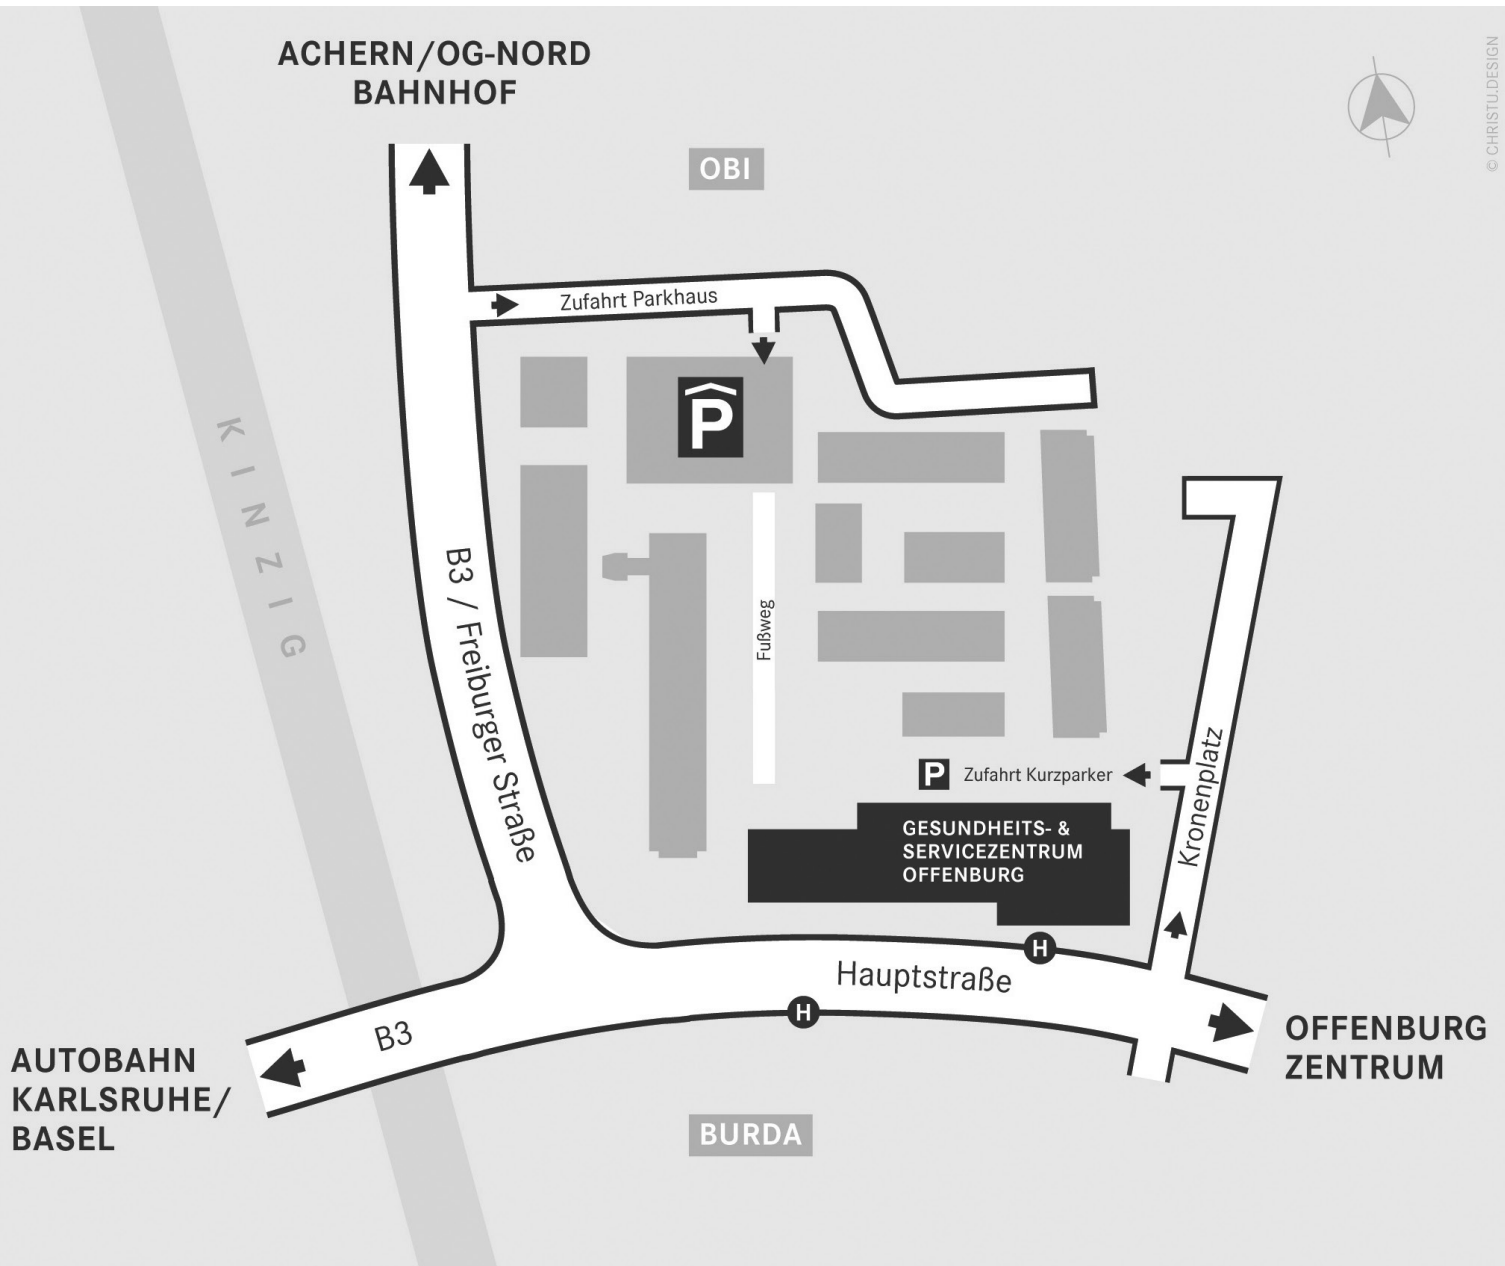 ACHERN/OG-NORD
BAHNHOF
© CHRISTU.DESIGN
OBI
Zufahrt Parkhaus
P
KINZIG
B3 / Freiburger Straße
Fußweg
P Zufahrt Kurzparker
Kronenplatz
GESUNDHEITS- &
SERVICEZENTRUM
OFFENBURG
H
Hauptstraße
H
B3
OFFENBURG
ZENTRUM
AUTOBAHN
KARLSRUHE/
BASEL
BURDA